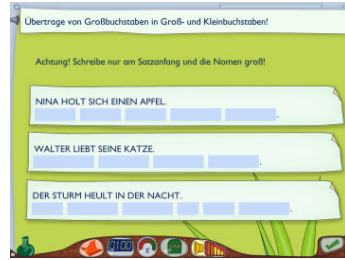 Übertrage von Großbuchstaben in Groß- und Kleinbuchstaben!
Achtung! Schreibe nur am Satzanfang und die Nomen groß!
NINA HOLT SICH EINEN APFEL.
.
WALTER LIEBT SEINE KATZE.
.
DER STURM HEULT IN DER NACHT.
.
0100